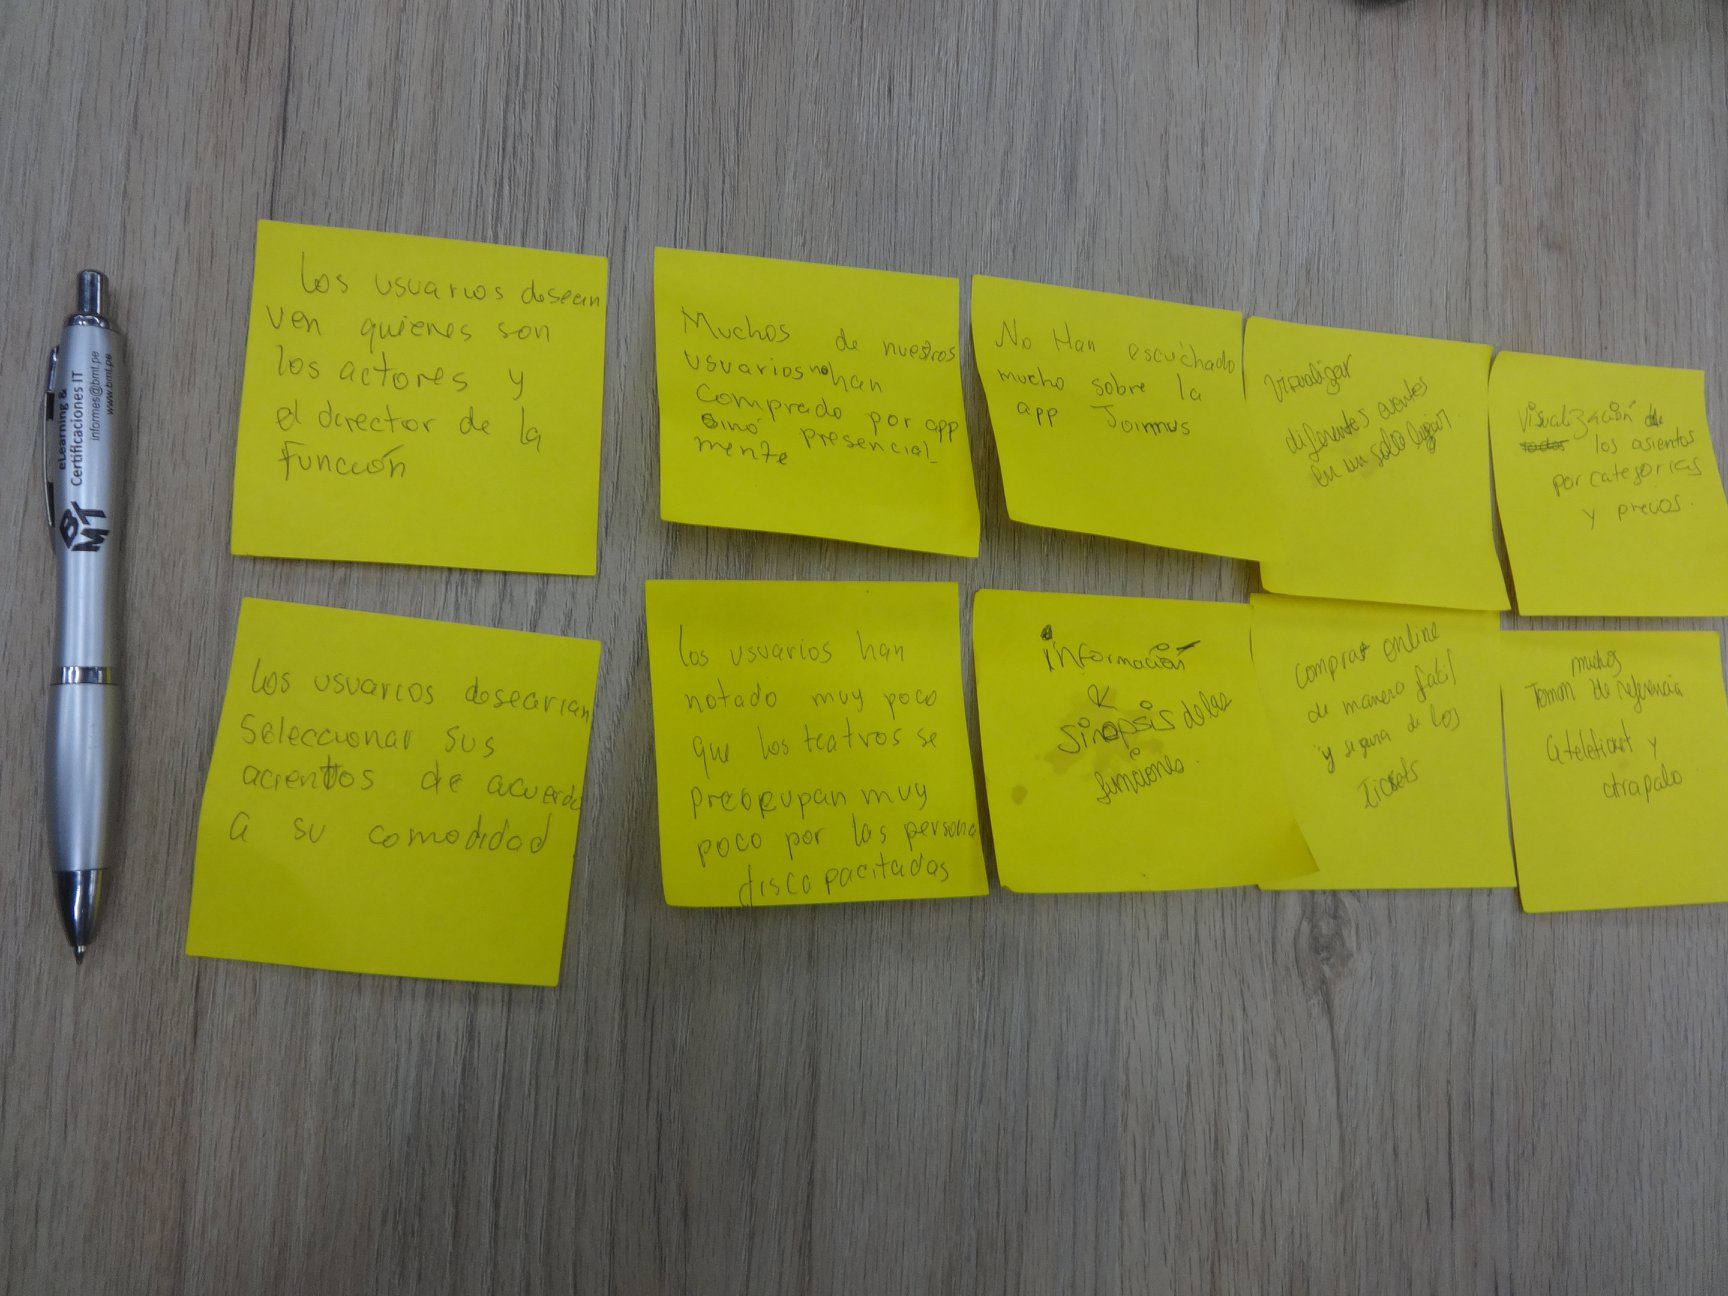 eLearning &
Certificaciones IT
informes@bmt.pe
www.bmt.pe
BMT
Los usuarios desean
ver quienes son
los actores y
el director de la
Función
Muchos de nuestros
usuarios no han
Comprado por app
sinó presencial-
mente
No Han escuchado
mucho sobre la
app Joinnus
Visualizar
diferentes eventos
en un solo lugar.
Visualización de
todos los asientos
por categorias
y precios.
Los usuarios desearian
Seleccionar sus
acientos de acuerdo
a su comodidad
Los usuarios han
notado muy poco
que los teatros se
preocupan muy
poco por las persona
discapacitadas
información
y
Sinopsis de las
funciones.
Comprar online
de manera facil
y segura de los
Tickets
muchos
Toman de referencia
a teleticket y
atrapalo